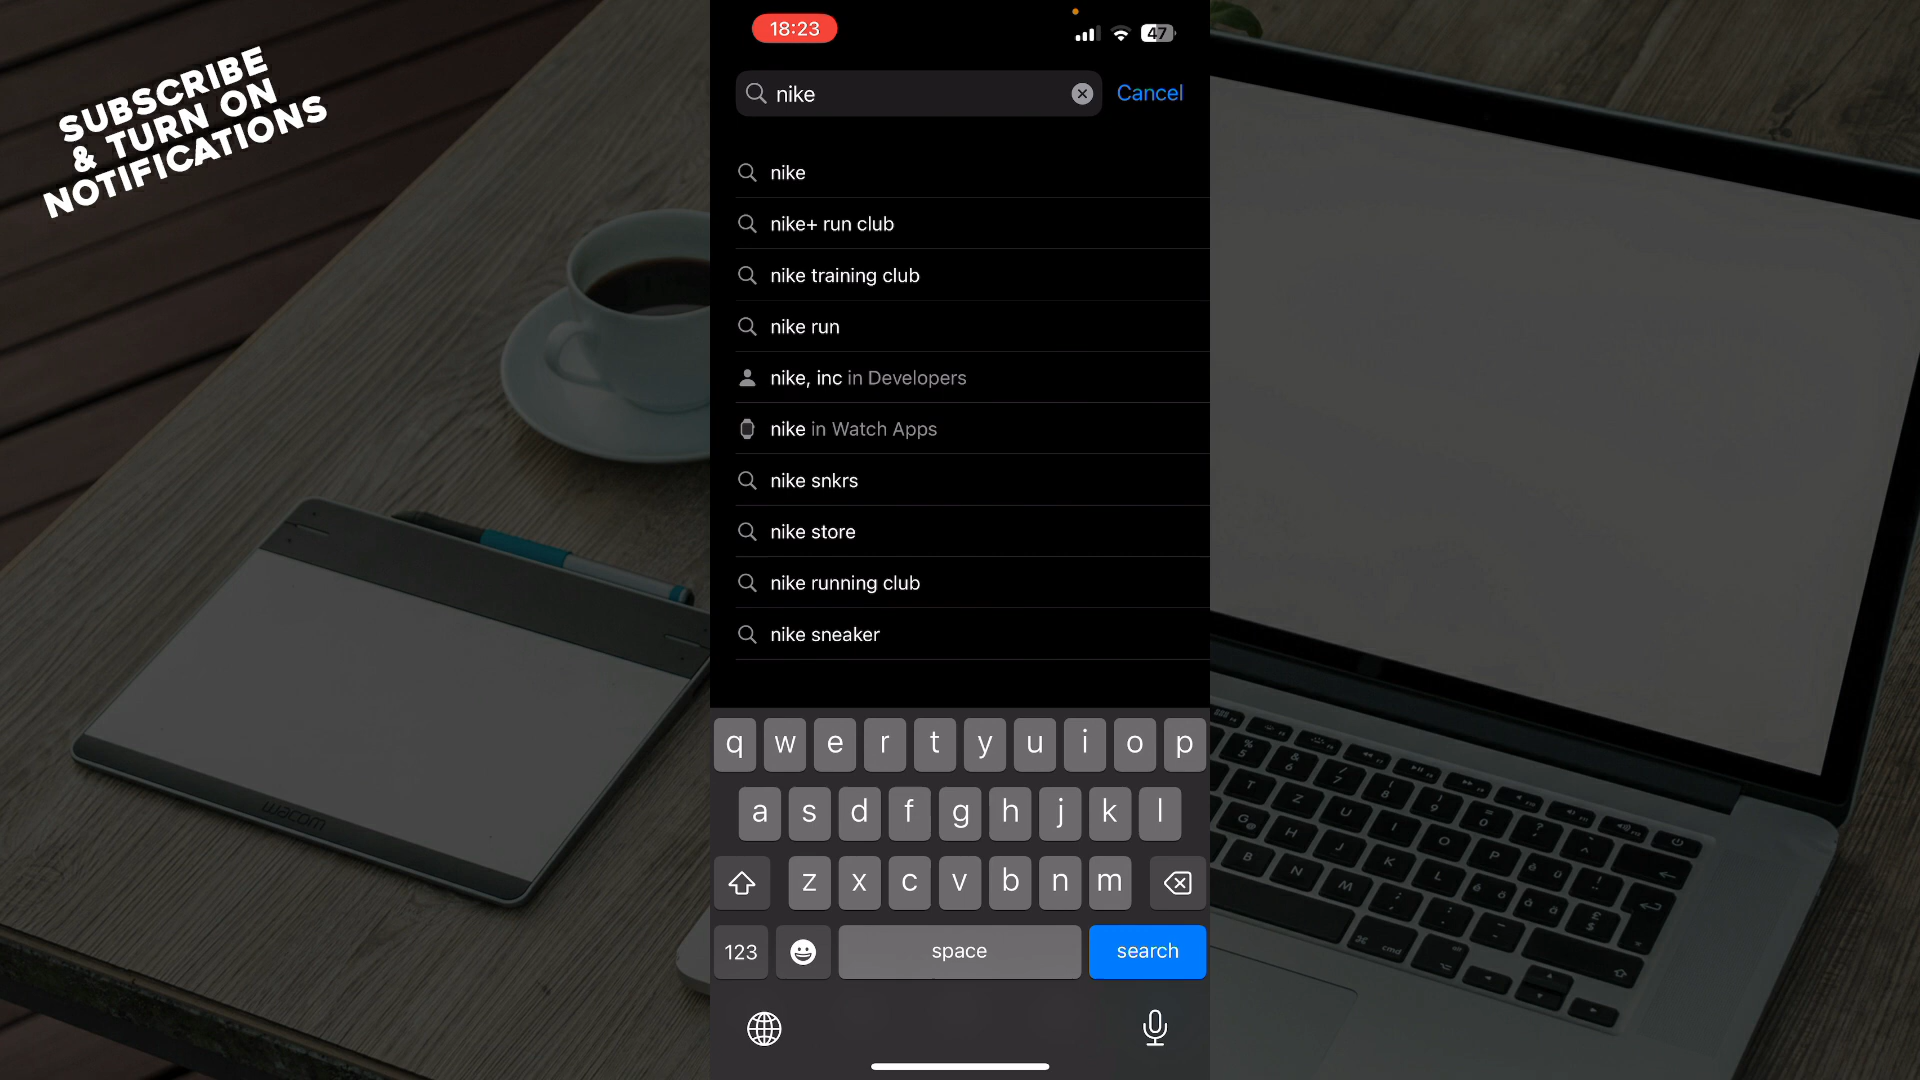 SUBSCRIBE
& TURN ON
NOTIFICATIONS
18:23
47
nike
Cancel
nike
nike+ run club
nike training club
nike run
nike, inc in Developers
nike in Watch Apps
nike snkrs
nike store
nike running club
nike sneaker
q w e r t y u i o p
a s d f g h j k l
z x c v b n m
123 space search
wacom